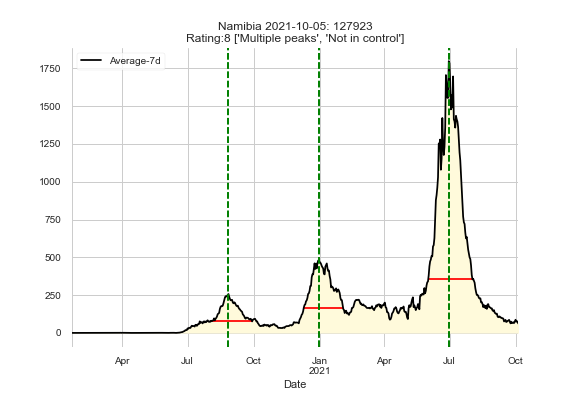 Namibia 2021-10-05: 127923
Rating:8 ['Multiple peaks', 'Not in control']
Average-7d
1750
1500
1250
1000
750
500
250
0
Apr Jul Oct Jan Apr Jul Oct
2021
Date